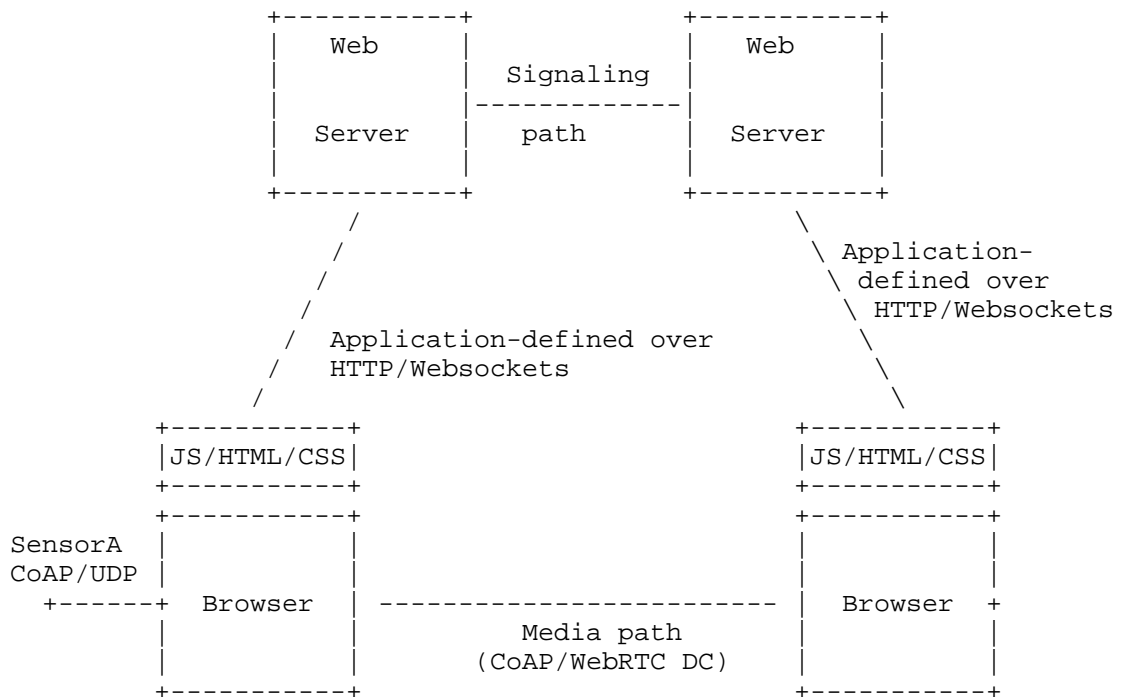 Web Web
Signaling
Server path Server
Application-
defined over
HTTP/Websockets
Application-defined over
HTTP/Websockets
JS/HTML/CSS JS/HTML/CSS
SensorA
CoAP/UDP
Browser Browser
Media path
(CoAP/WebRTC DC)